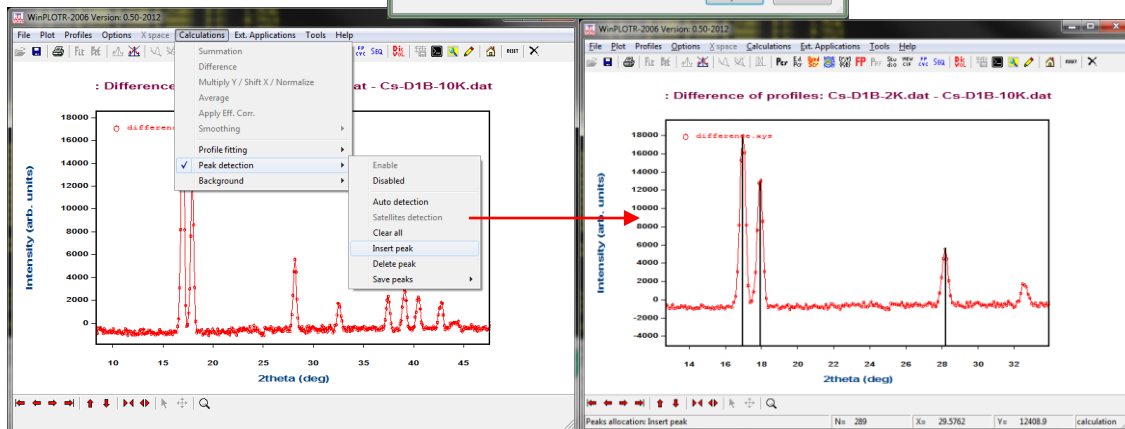 WinPLOTR-2006 Version: 0.50-2012
File Plot Profiles Options X space Calculations Ext. Applications Tools Help
Summation
Difference
Multiply Y / Shift X / Normalize
Average
Apply Eff. Corr.
Smoothing
Profile fitting
Peak detection
Background
Enable
Disabled
Auto detection
Satellites detection
Clear all
Insert peak
Delete peak
Save peaks
: Difference
at - Cs-D1B-10K.dat
difference
18000
16000
14000
12000
10000
8000
6000
4000
2000
0
Intensity (arb. units)
10 15 20 25 30 35 40 45
2theta (deg)
WinPLOTR-2006 Version: 0.50-2012
File Plot Profiles Options X space Calculations Ext. Applications Tools Help
: Difference of profiles: Cs-D1B-2K.dat - Cs-D1B-10K.dat
difference.xys
18000
16000
14000
12000
10000
8000
6000
4000
2000
0
-2000
-4000
Intensity (arb. units)
14 16 18 20 22 24 26 28 30 32
2theta (deg)
Peaks allocation: Insert peak N= 289 X= 29.5762 Y= 12408.9 calculation